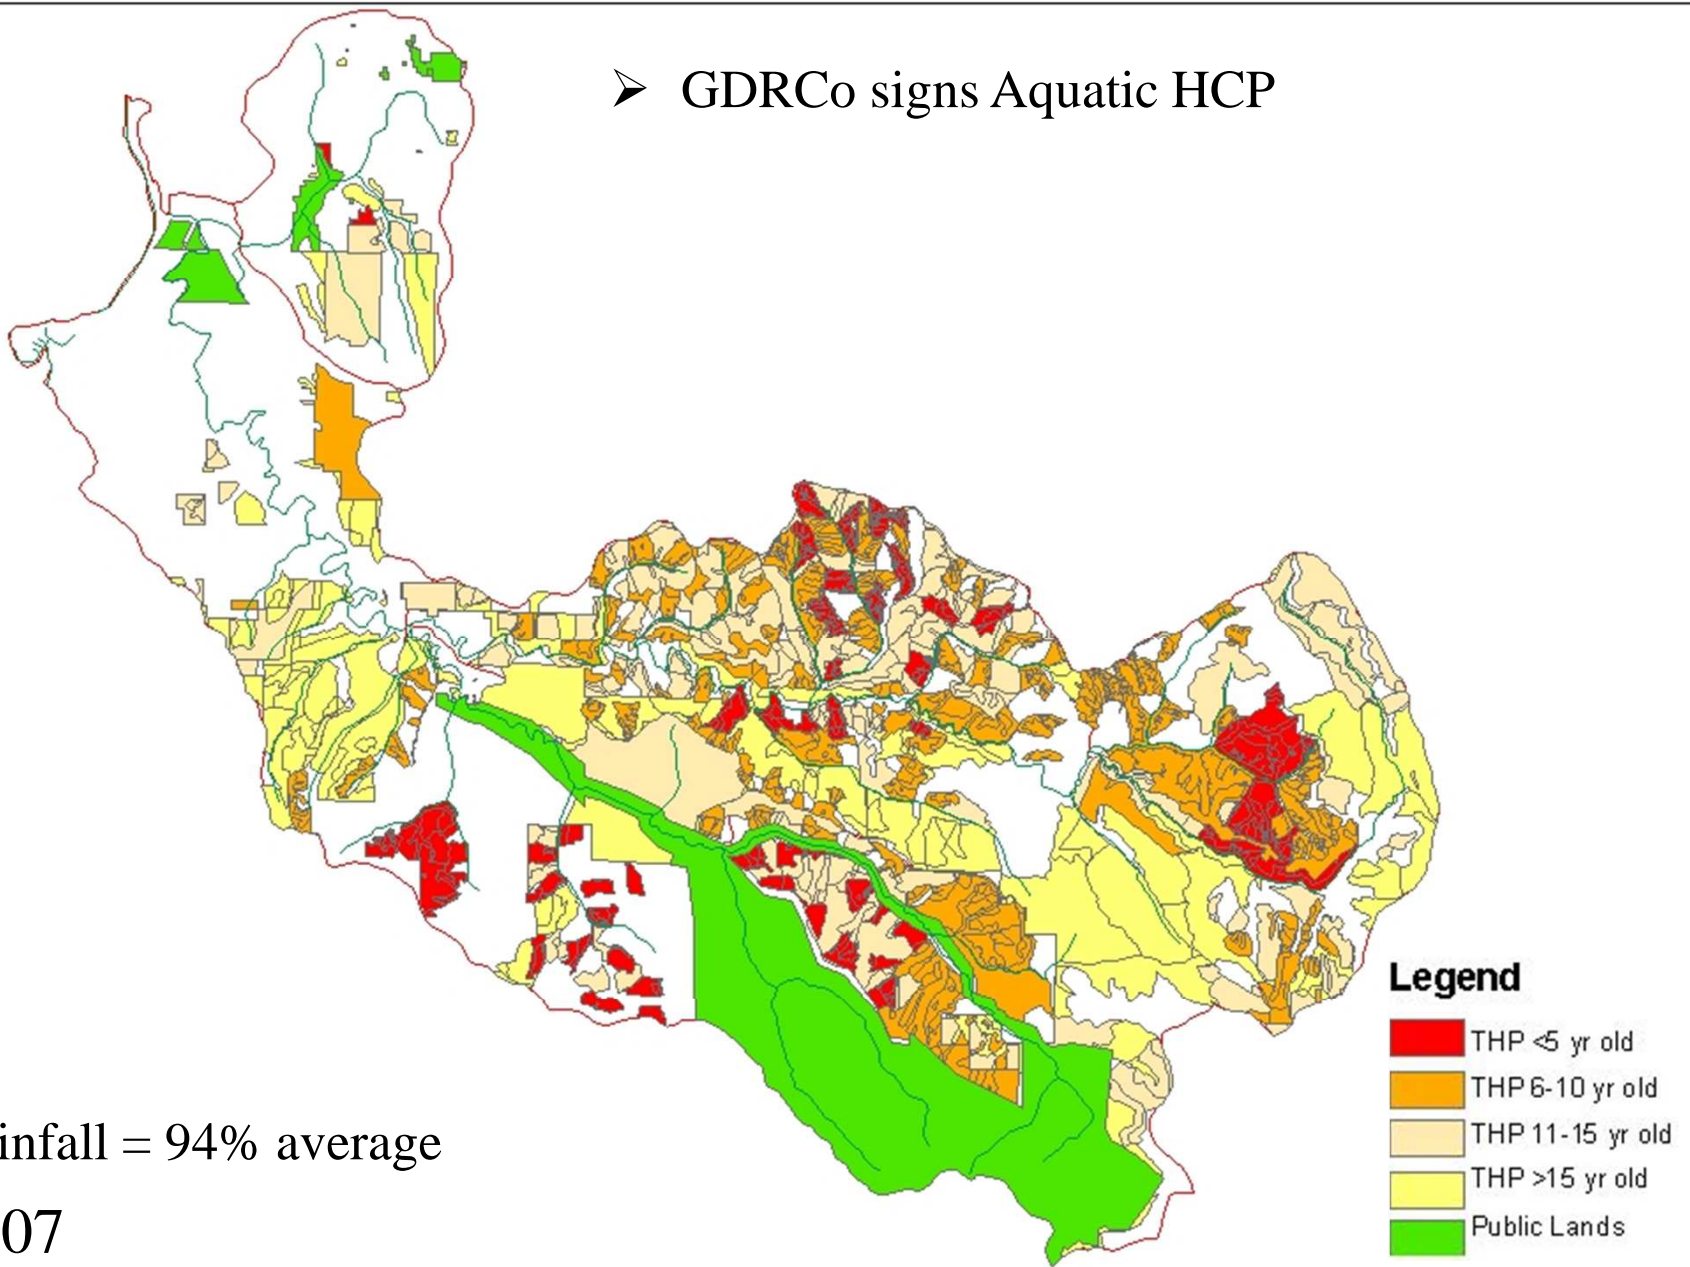 ➢ GDRCo signs Aquatic HCP
Legend
THP <5 yr old
THP 6-10 yr old
THP 11-15 yr old
THP >15 yr old
Public Lands
infall = 94% average
07